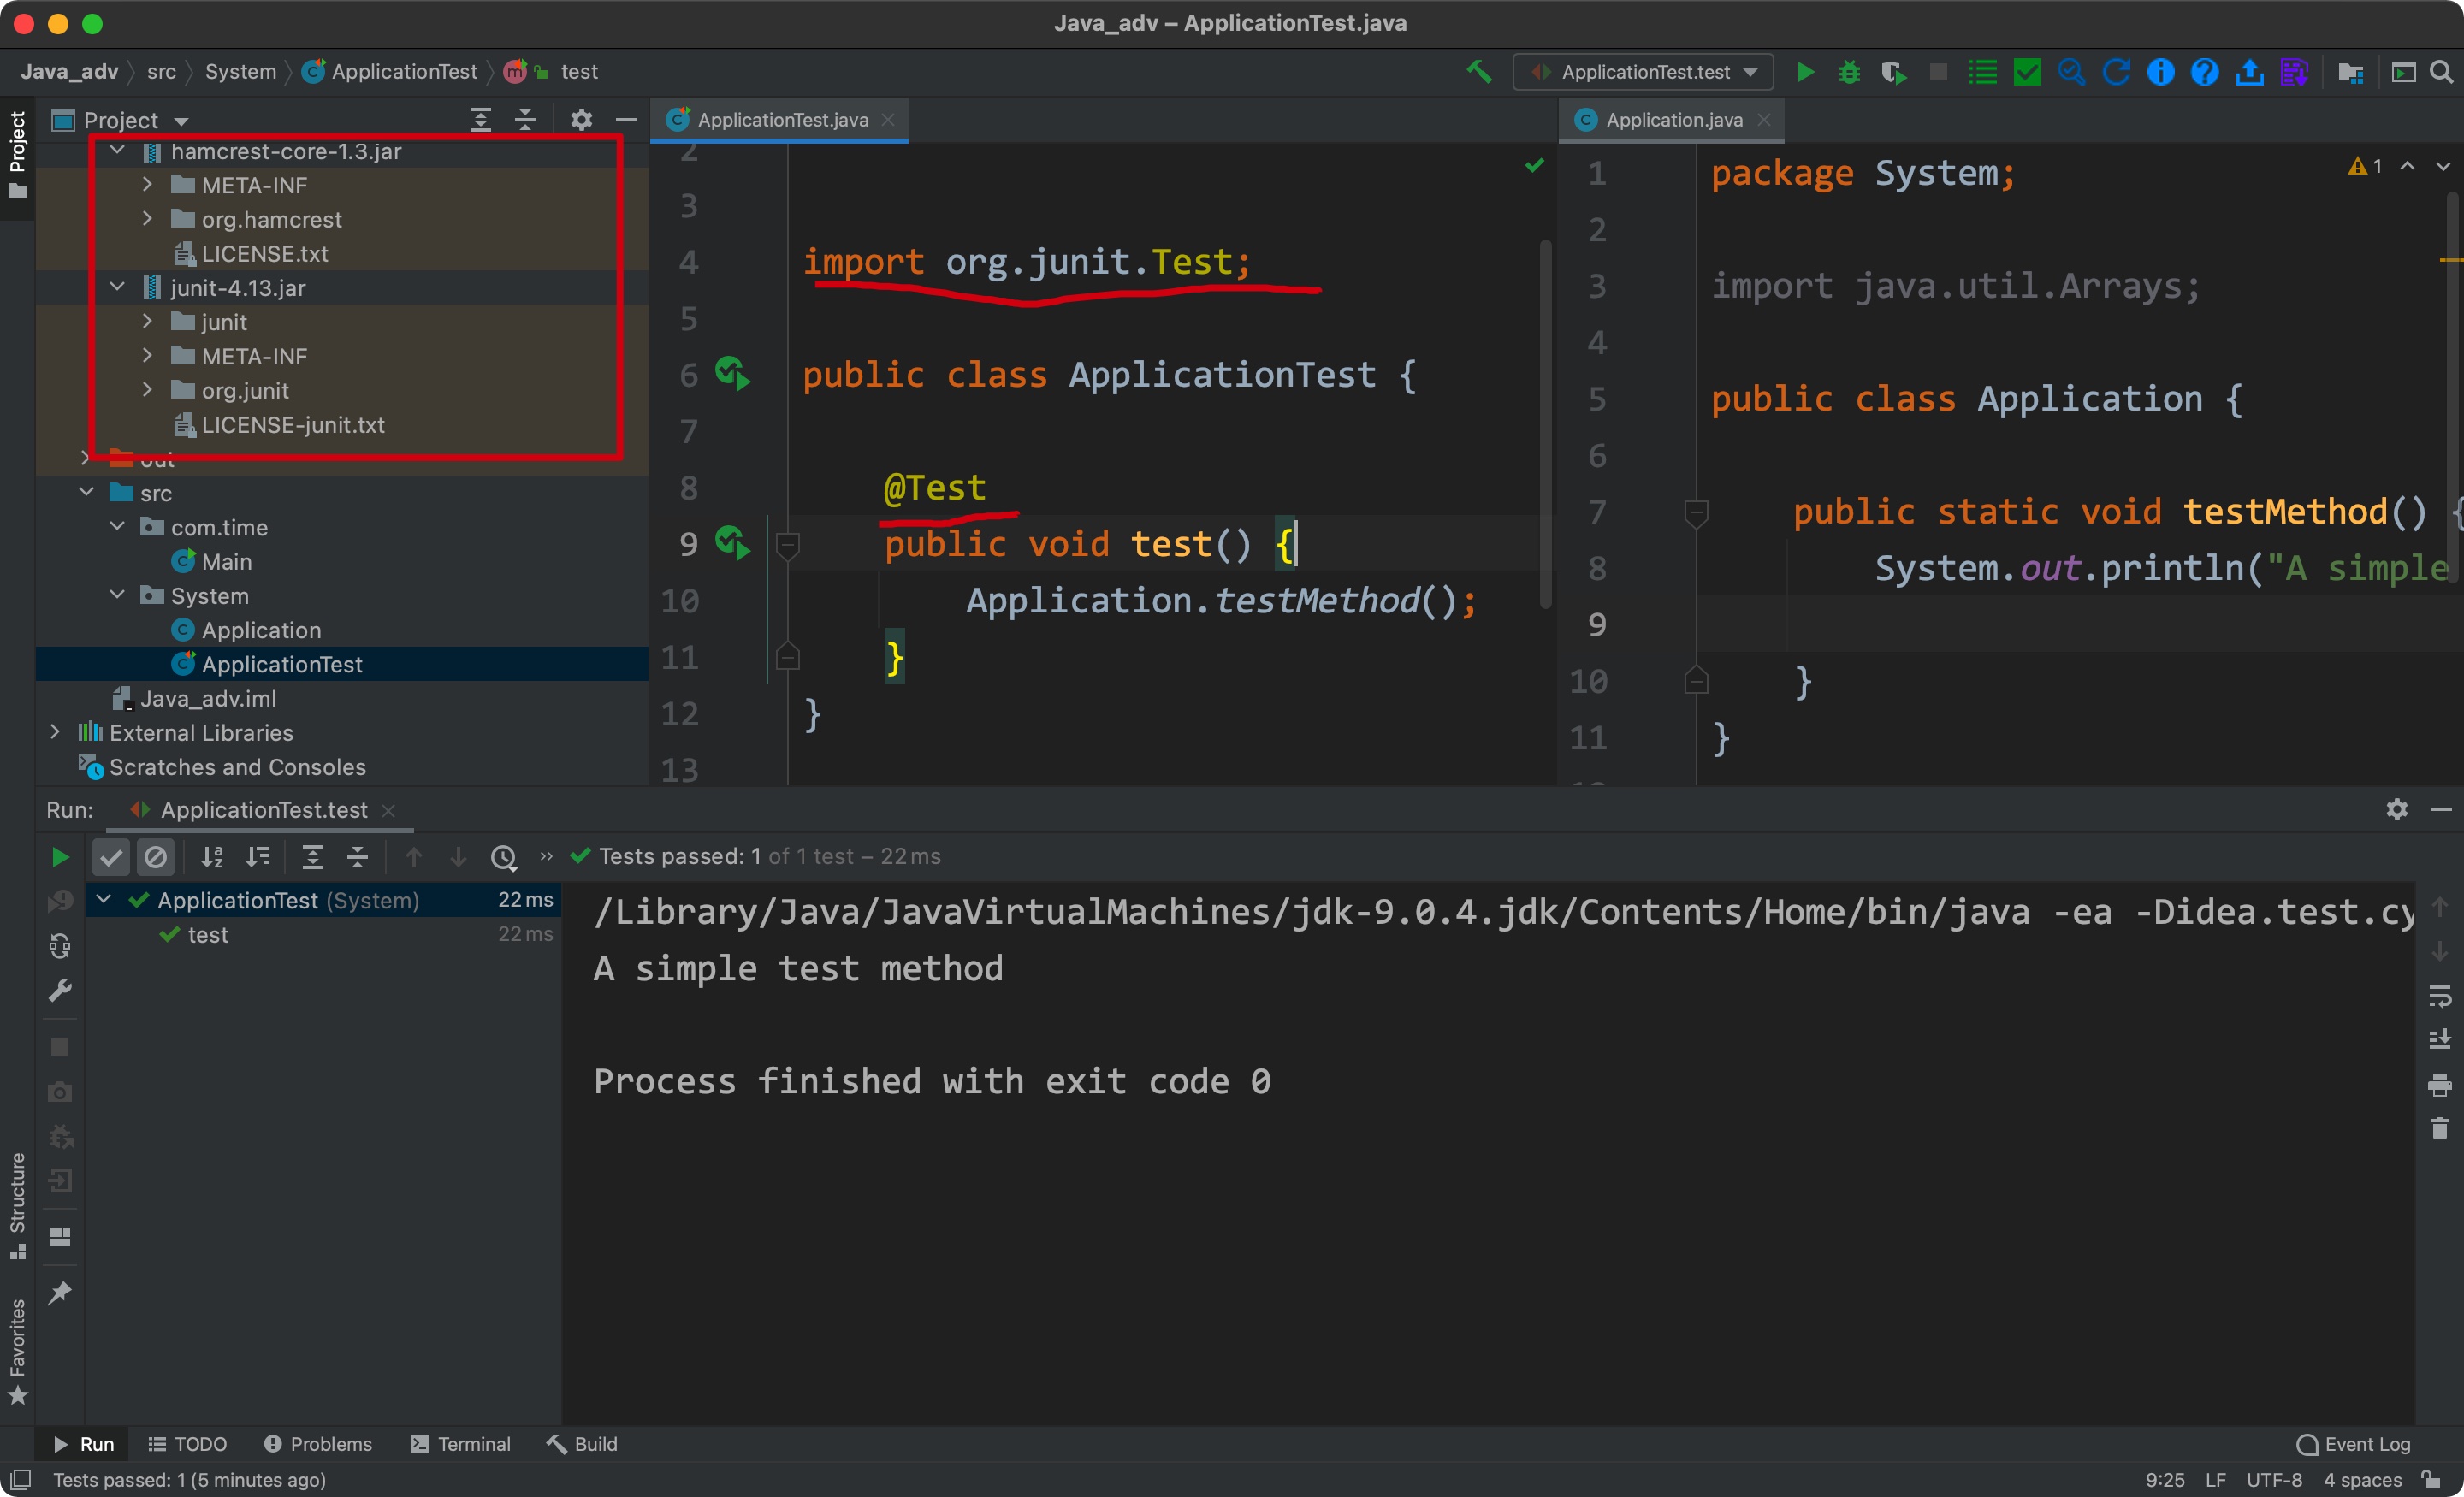 Java_adv – ApplicationTest.java
Java_adv src System ApplicationTest test
ApplicationTest.test
Project
Project
hamcrest-core-1.3.jar
META-INF
org.hamcrest
LICENSE.txt
junit-4.13.jar
junit
META-INF
org.junit
LICENSE-junit.txt
out
src
com.time
Main
System
Application
ApplicationTest
Java_adv.iml
External Libraries
Scratches and Consoles
ApplicationTest.java
2
3
4 import org.junit.Test;
5
6 public class ApplicationTest {
7
8 @Test
9 public void test() {
10 Application.testMethod();
11 }
12 }
13
Application.java
1
1 package System;
2
3 import java.util.Arrays;
4
5 public class Application {
6
7 public static void testMethod() {
8 System.out.println("A simple
9
10 }
11 }
Run: ApplicationTest.test
Tests passed: 1 of 1 test – 22 ms
ApplicationTest (System) 22 ms
test 22 ms
/Library/Java/JavaVirtualMachines/jdk-9.0.4.jdk/Contents/Home/bin/java -ea -Didea.test.cy
A simple test method
Process finished with exit code 0
Structure
Favorites
Run TODO Problems Terminal Build Event Log
Tests passed: 1 (5 minutes ago) 9:25 LF UTF-8 4 spaces